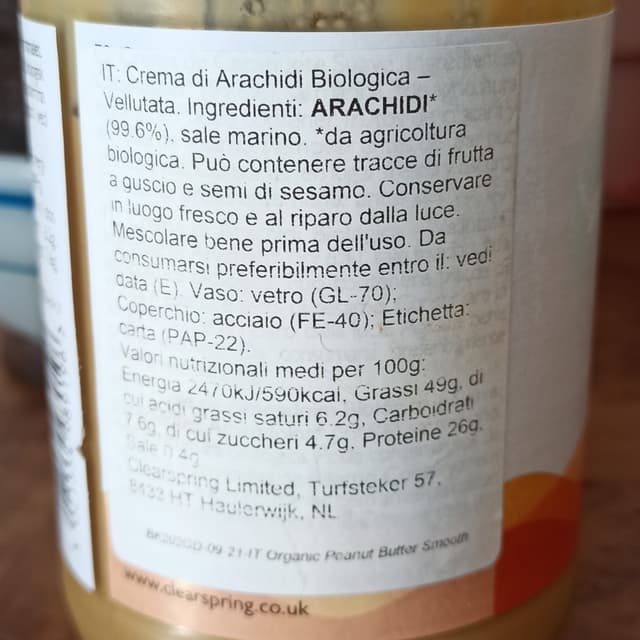 IT: Crema di Arachidi Biologica –
Vellutata. Ingredienti: ARACHIDI*
(99.6%), sale marino. *da agricoltura
biologica. Può contenere tracce di frutta
a guscio e semi di sesamo. Conservare
in luogo fresco e al riparo dalla luce.
Mescolare bene prima dell'uso. Da
consumarsi preferibilmente entro il: vedi
data (E). Vaso: vetro (GL-70);
Coperchio: acciaio (FE-40); Etichetta:
carta (PAP-22).
Valori nutrizionali medi per 100g:
Energia 2470kJ/590kcal, Grassi 49g, di
cui acidi grassi saturi 6.2g, Carboidrati
7.6g, di cui zuccheri 4.7g, Proteine 26g,
Sale 0.4g
Clearspring Limited, Turfsteker 57,
8433 HT Haulerwijk, NL
09-21-IT Organic Peanut Butter Smooth
www.clearspring.co.uk